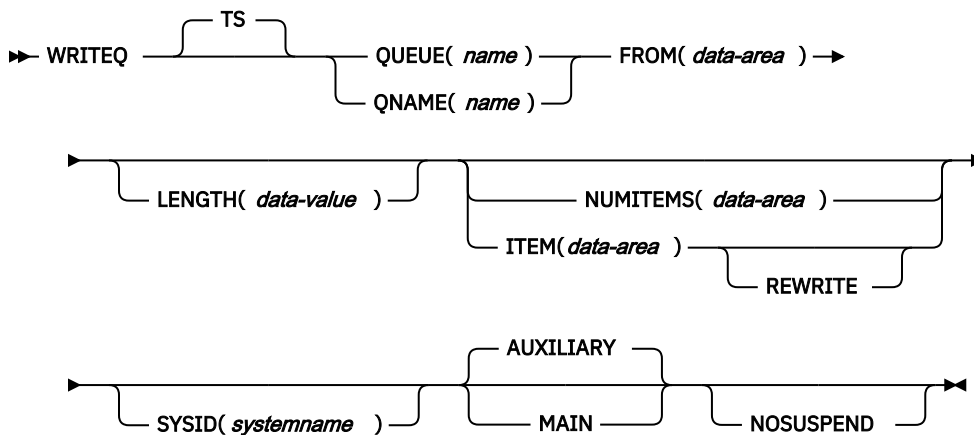 TS
WRITEQ QUEUE( name ) FROM( data-area )
QNAME( name )
LENGTH( data-value ) NUMITEMS( data-area )
ITEM( data-area )
REWRITE
AUXILIARY
SYSID( systemname ) MAIN NOSUSPEND